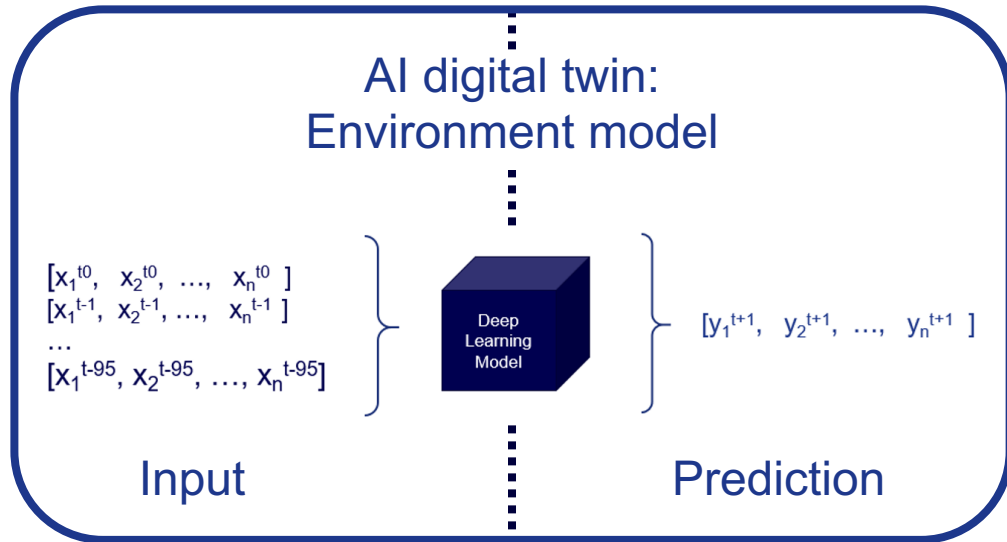 AI digital twin:
Environment model
[x₁ᵗ⁰, x₂ᵗ⁰, …, xₙᵗ⁰ ]
[x₁ᵗ⁻¹, x₂ᵗ⁻¹, …, xₙᵗ⁻¹ ]
…
[x₁ᵗ⁻⁹⁵, x₂ᵗ⁻⁹⁵, …, xₙᵗ⁻⁹⁵]
Deep
Learning
Model
[y₁ᵗ⁺¹, y₂ᵗ⁺¹, …, yₙᵗ⁺¹ ]
Input
Prediction